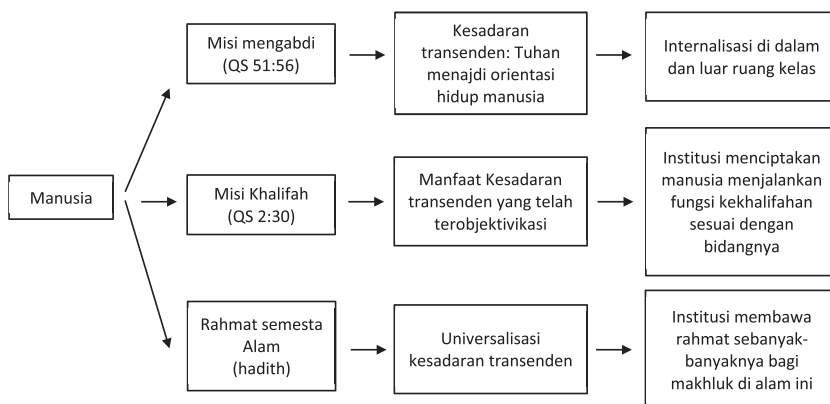 Misi mengabdi
(QS 51:56)
Kesadaran
transenden: Tuhan
menajdi orientasi
hidup manusia
Internalisasi di dalam
dan luar ruang kelas
Manusia
Misi Khalifah
(QS 2:30)
Manfaat Kesadaran
transenden yang telah
terobjektivikasi
Institusi menciptakan
manusia menjalankan
fungsi kekhalifahan
sesuai dengan
bidangnya
Rahmat semesta
Alam
(hadith)
Universalisasi
kesadaran transenden
Institusi membawa
rahmat sebanyak-
banyaknya bagi
makhluk di alam ini